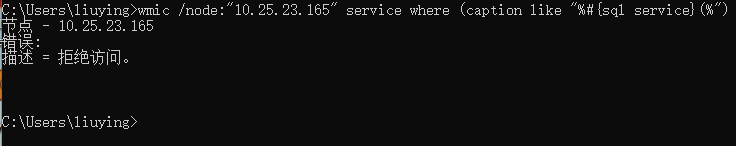 C:\Users\liuying>wmic /node:"10.25.23.165" service where (caption like "%#{sql service}(%")
节点 - 10.25.23.165
错误:
描述 = 拒绝访问。
C:\Users\liuying>